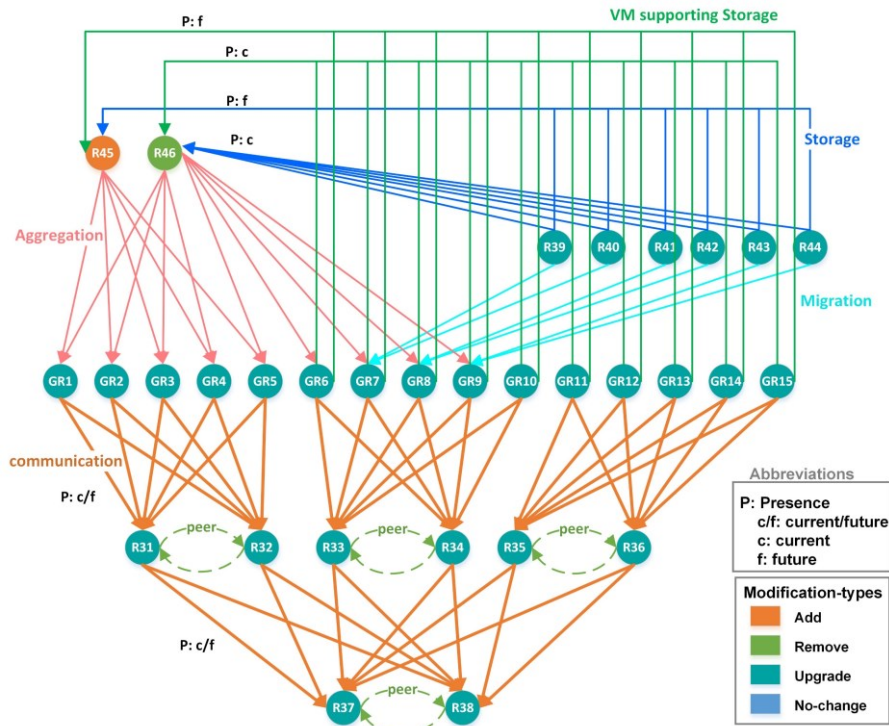 P: f
VM supporting Storage
P: c
P: f
P: c
Storage
R45
R46
Aggregation
R39
R40
R41
R42
R43
R44
Migration
GR1
GR2
GR3
GR4
GR5
GR6
GR7
GR8
GR9
GR10
GR11
GR12
GR13
GR14
GR15
communication
P: c/f
Abbreviations
P: Presence
c/f: current/future
c: current
f: future
peer
peer
peer
R31
R32
R33
R34
R35
R36
Modification-types
Add
Remove
Upgrade
No-change
P: c/f
peer
R37
R38